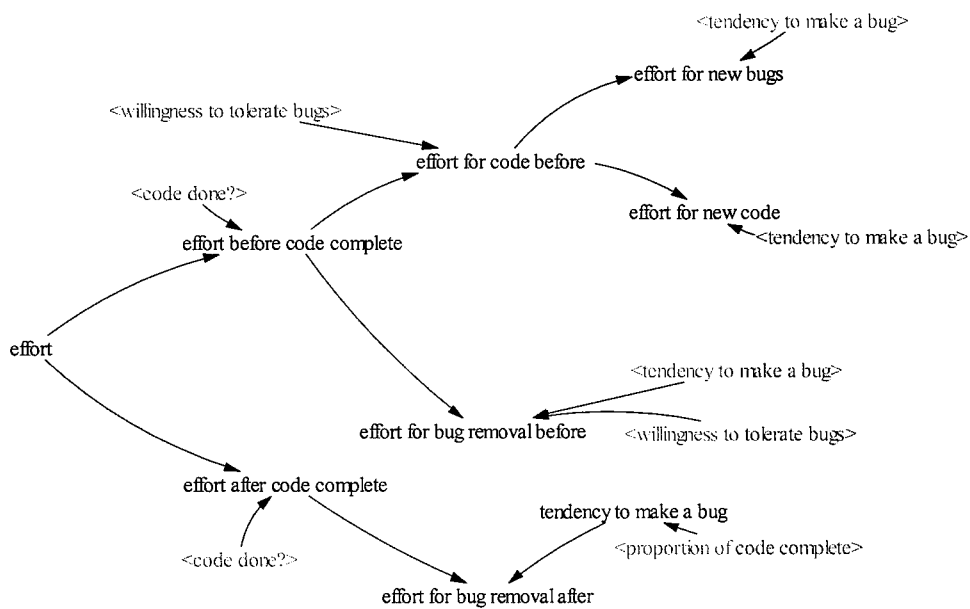 <tendency to make a bug>
effort for new bugs
<willingness to tolerate bugs>
effort for code before
<code done?>
effort for new code
effort before code complete
<tendency to make a bug>
effort
<tendency to make a bug>
effort for bug removal before
<willingness to tolerate bugs>
effort after code complete
tendency to make a bug
<proportion of code complete>
<code done?>
effort for bug removal after